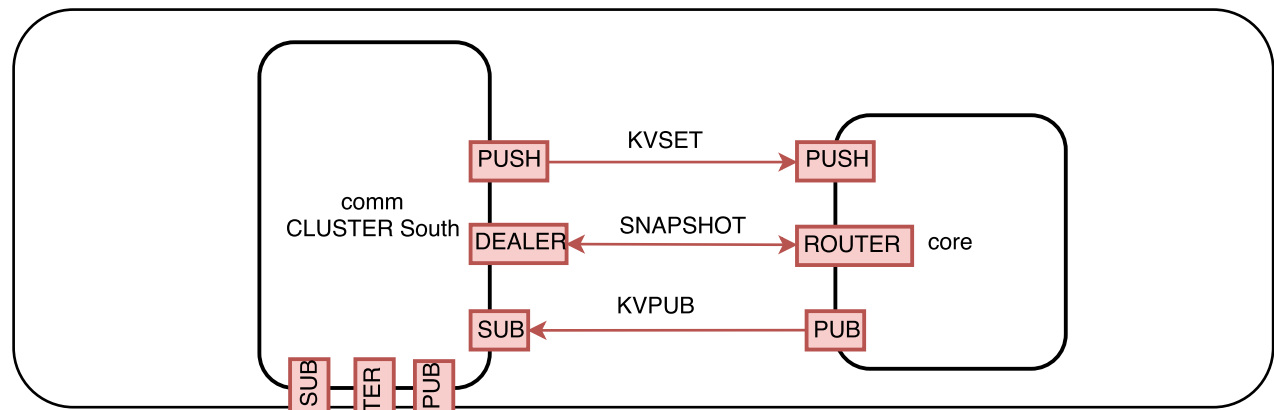 KVSET
PUSH
PUSH
comm
CLUSTER South
SNAPSHOT
DEALER
ROUTER
core
KVPUB
SUB
PUB
SUB
TER
PUB